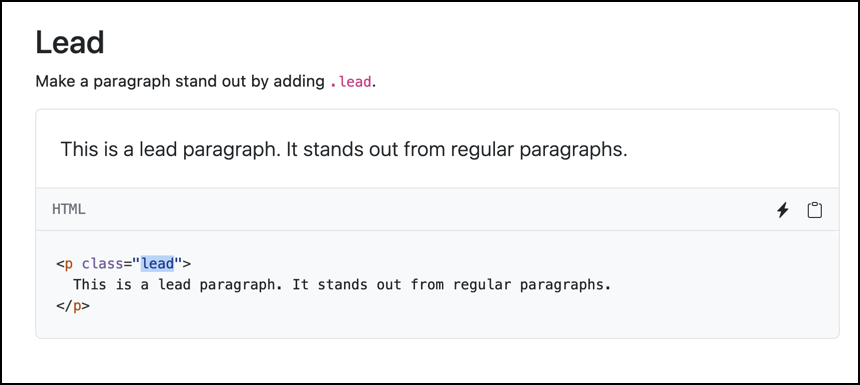 Lead
Make a paragraph stand out by adding .lead.
This is a lead paragraph. It stands out from regular paragraphs.
HTML
<p class="lead">
  This is a lead paragraph. It stands out from regular paragraphs.
</p>